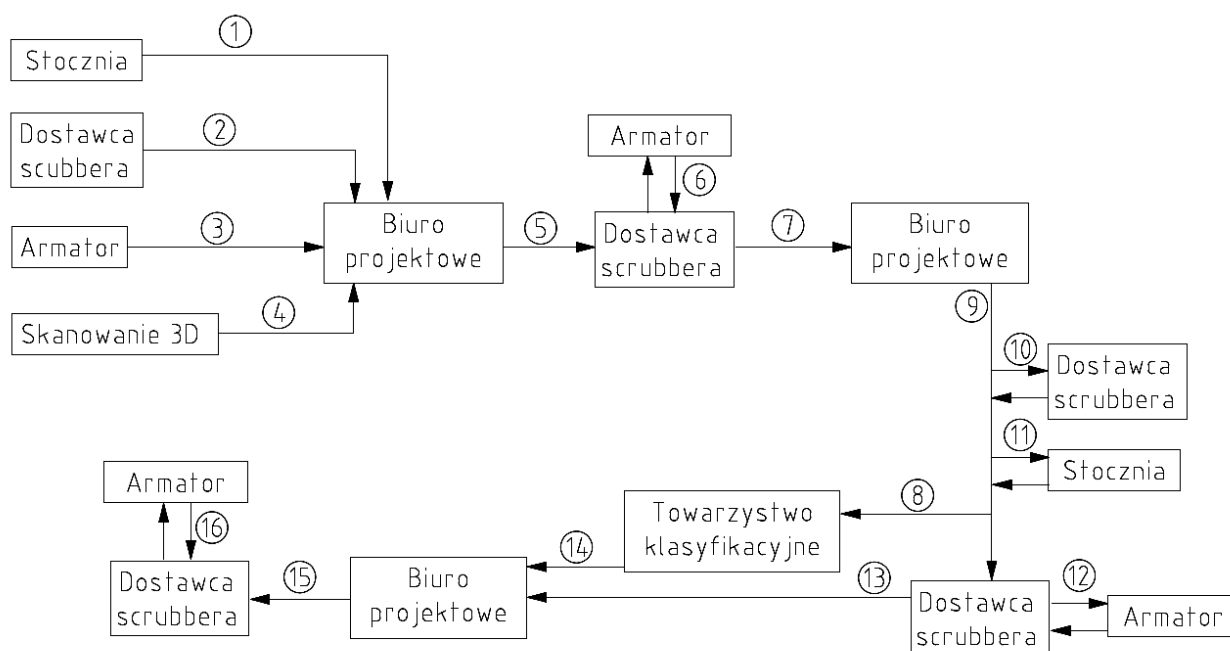 1
Stocznia
2
Dostawca
scubbera
3
Armator
4
Skanowanie 3D
Biuro
projektowe
5
Armator
6
Dostawca
scrubbera
7
Biuro
projektowe
9
10
Dostawca
scrubbera
11
Stocznia
8
Towarzystwo
klasyfikacyjne
12
Armator
Dostawca
scrubbera
13
14
Biuro
projektowe
15
Armator
16
Dostawca
scrubbera